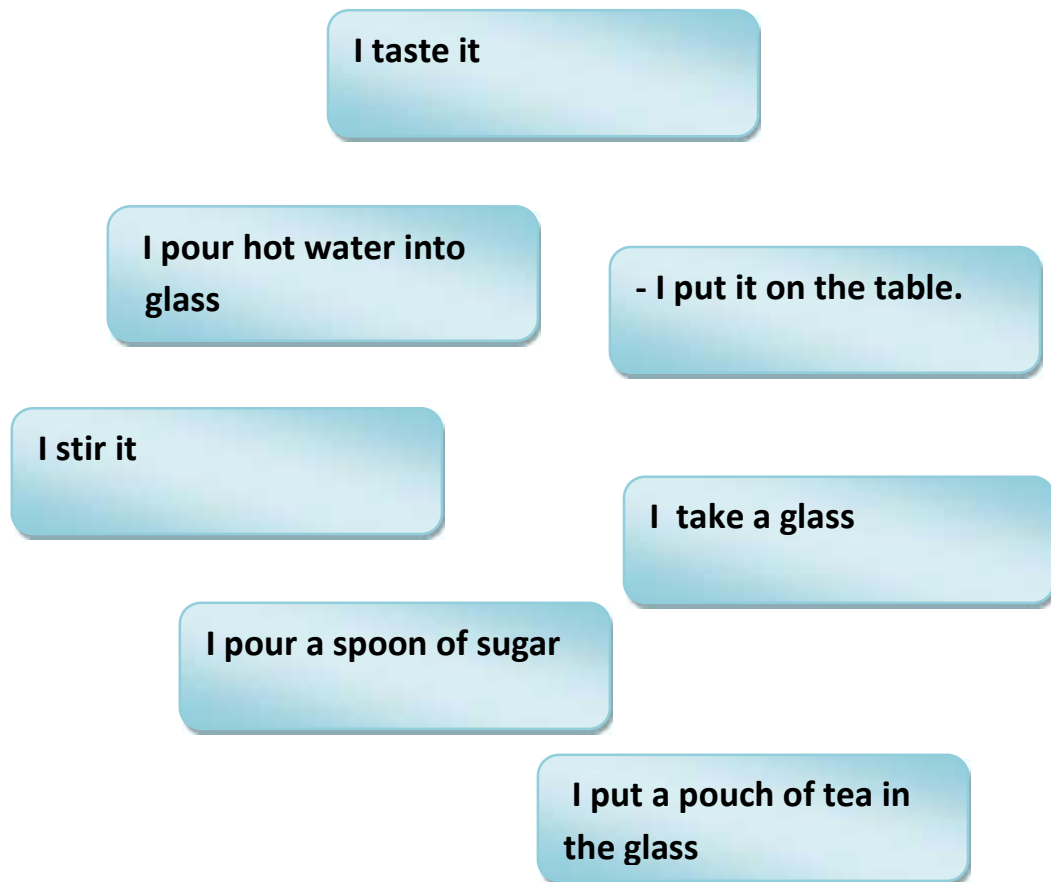 I taste it
I pour hot water into
glass
- I put it on the table.
I stir it
I  take a glass
I pour a spoon of sugar
I put a pouch of tea in
the glass